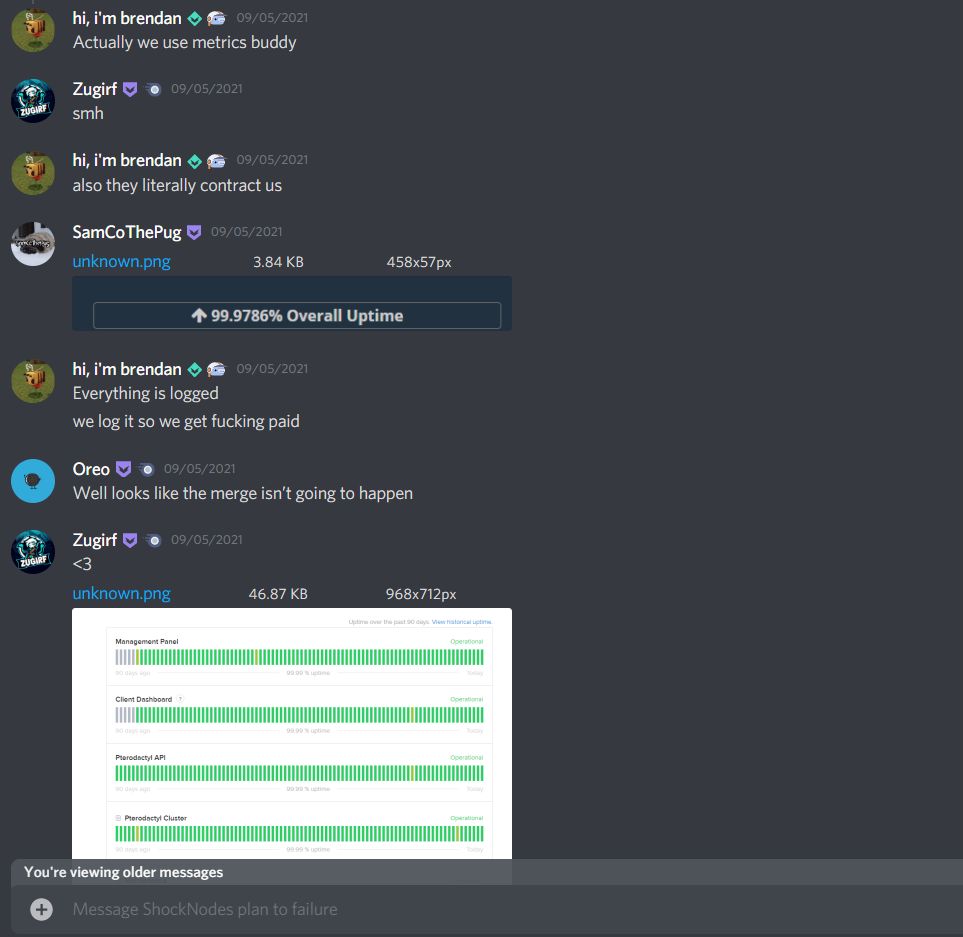 hi, i'm brendan 09/05/2021
Actually we use metrics buddy
Zugirf 09/05/2021
smh
ZUGIRF
hi, i'm brendan 09/05/2021
also they literally contract us
SamCoThePug 09/05/2021
unknown.png 3.84 KB 458x57px
99.9786% Overall Uptime
hi, i'm brendan 09/05/2021
Everything is logged
we log it so we get fucking paid
Oreo 09/05/2021
Well looks like the merge isn’t going to happen
Zugirf 09/05/2021
<3
ZUGIRF
unknown.png 46.87 KB 968x712px
Uptime over the past 90 days. View historical uptime.
Management Panel Operational
90 days ago 99.99 % uptime Today
Client Dashboard ? Operational
90 days ago 99.99 % uptime Today
Pterodactyl API Operational
90 days ago 99.99 % uptime Today
Pterodactyl Cluster Operational
90 days ago 99.99 % uptime Today
You're viewing older messages
Message ShockNodes plan to failure